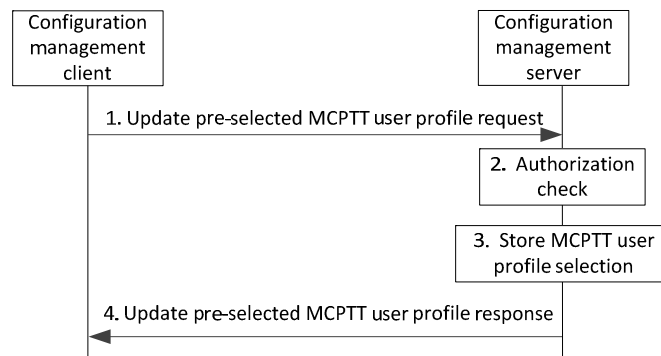 Configuration
management
client
Configuration
management
server
1. Update pre-selected MCPTT user profile request
2. Authorization
check
3. Store MCPTT user
profile selection
4. Update pre-selected MCPTT user profile response